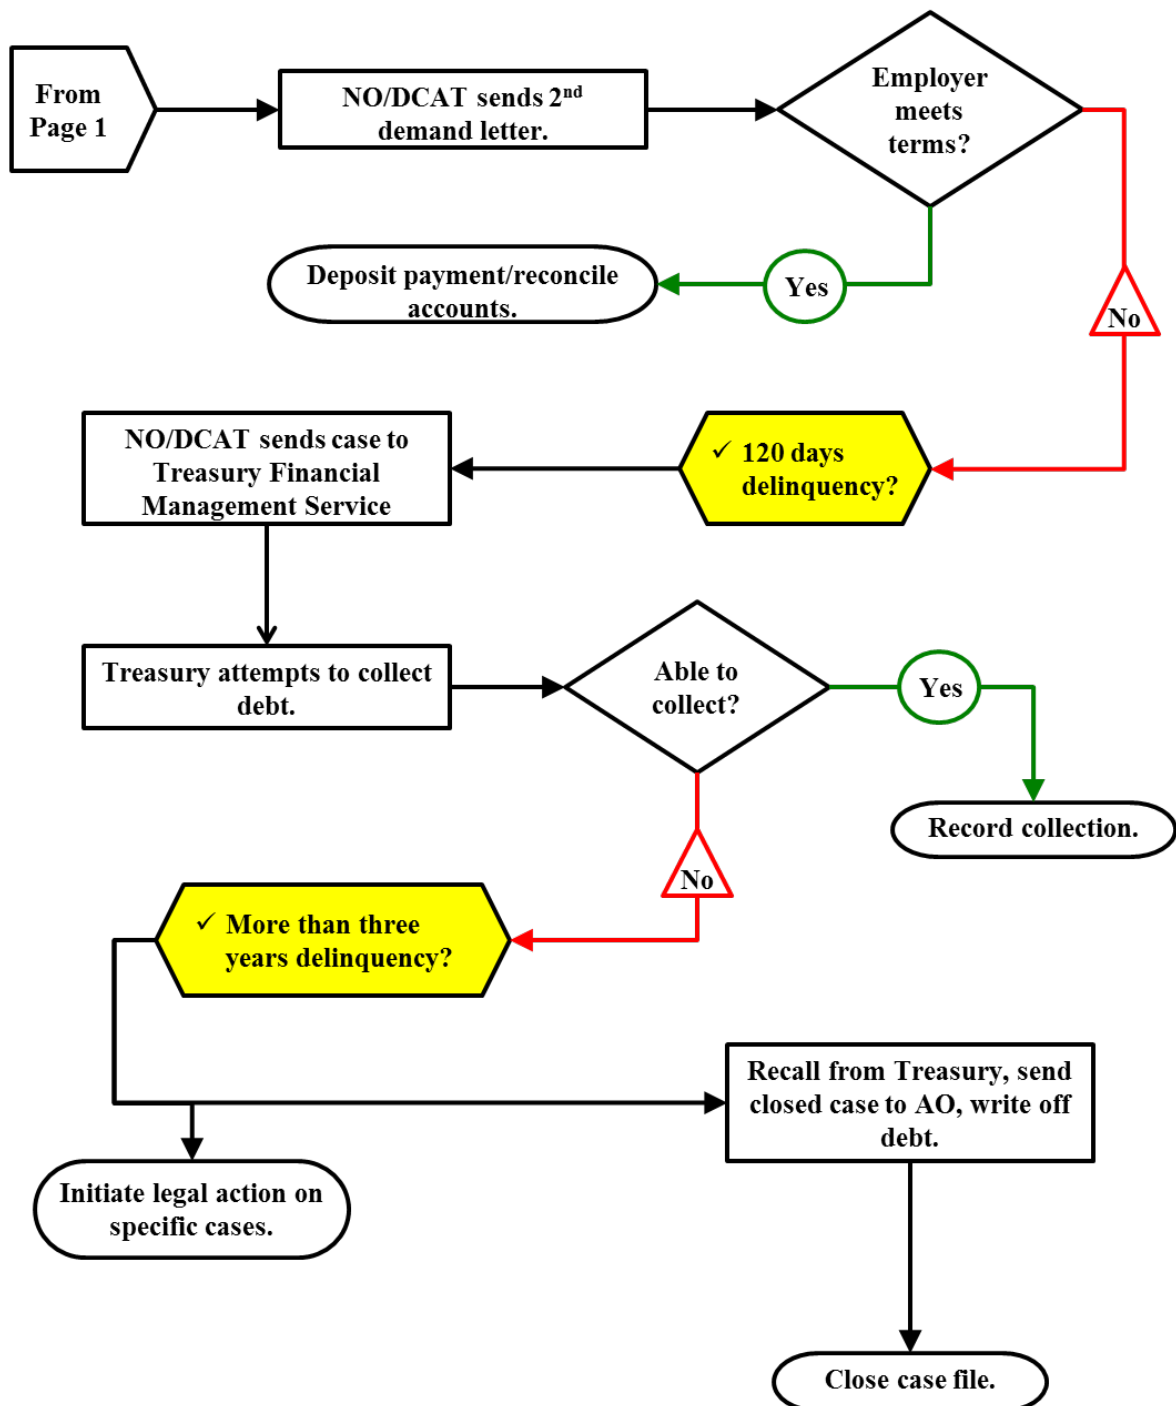 From
Page 1
NO/DCAT sends 2nd
demand letter.
Employer
meets
terms?
Deposit payment/reconcile
accounts.
Yes
No
NO/DCAT sends case to
Treasury Financial
Management Service
✓ 120 days
delinquency?
Treasury attempts to collect
debt.
Able to
collect?
Yes
Record collection.
No
✓ More than three
years delinquency?
Recall from Treasury, send
closed case to AO, write off
debt.
Initiate legal action on
specific cases.
Close case file.